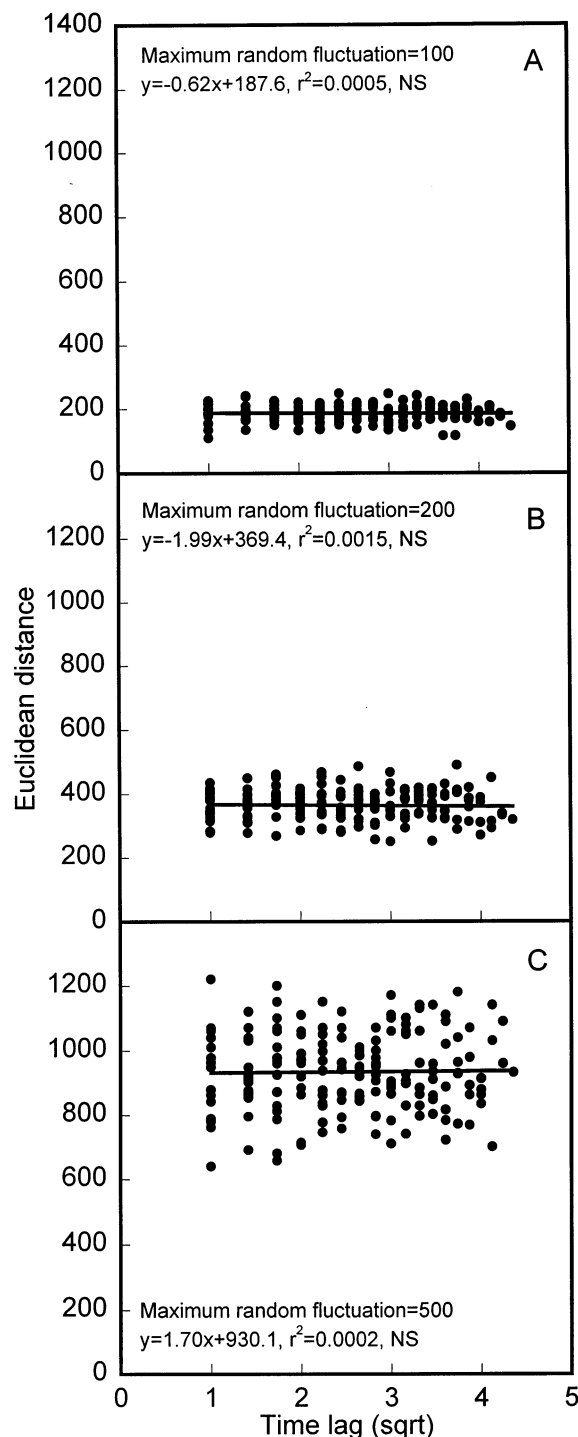 1400
Maximum random fluctuation=100
A
y=-0.62x+187.6, r²=0.0005, NS
1200
1000
800
600
400
200
0
Maximum random fluctuation=200
B
y=-1.99x+369.4, r²=0.0015, NS
1200
1000
800
600
400
200
0
Euclidean distance
C
1200
1000
800
600
400
200
0
Maximum random fluctuation=500
y=1.70x+930.1, r²=0.0002, NS
0 1 2 3 4 5
Time lag (sqrt)